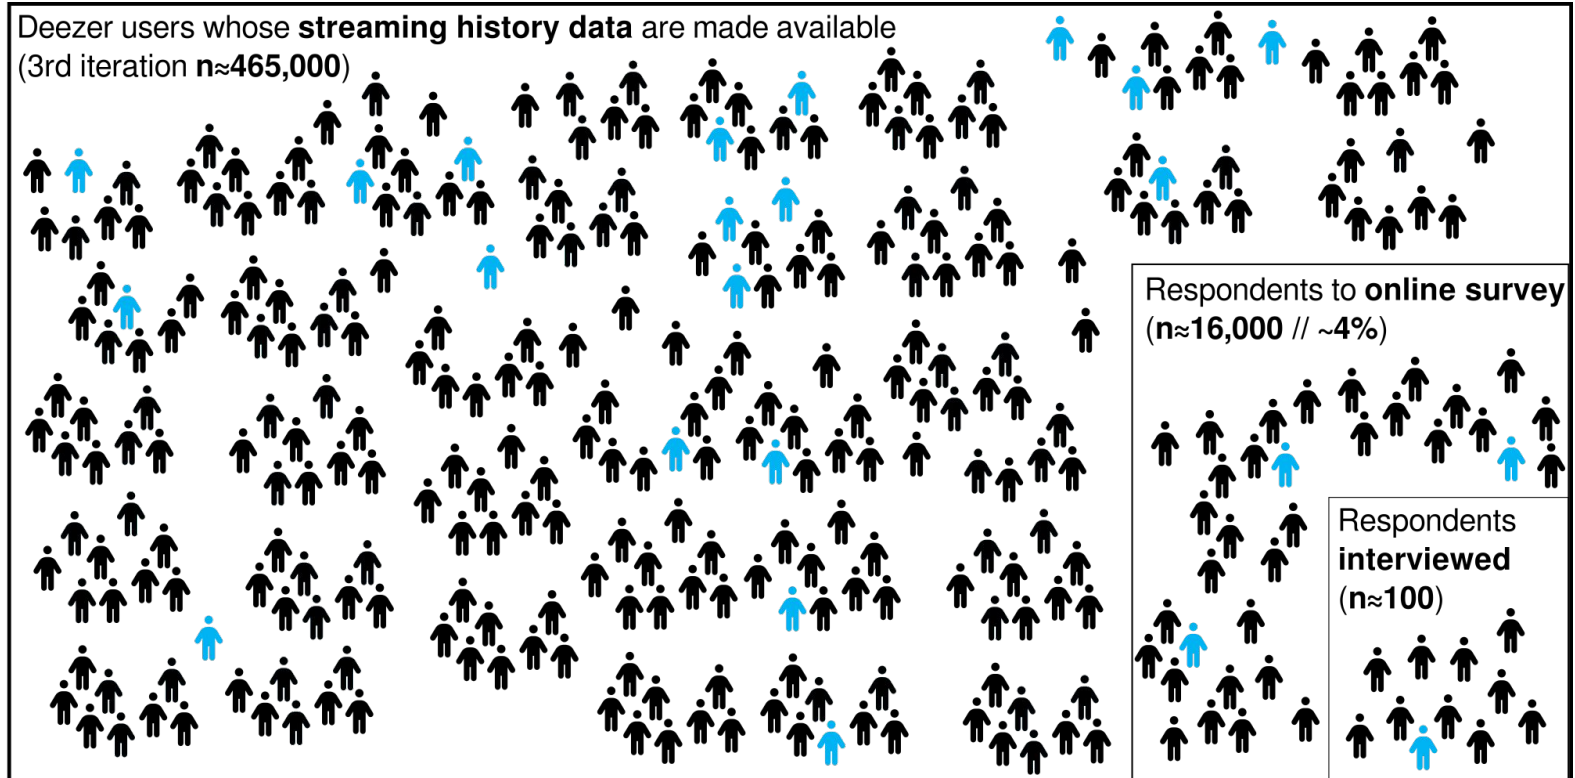 Deezer users whose streaming history data are made available
(3rd iteration n≈465,000)
Respondents to online survey
(n≈16,000 // ~4%)
Respondents
interviewed
(n≈100)